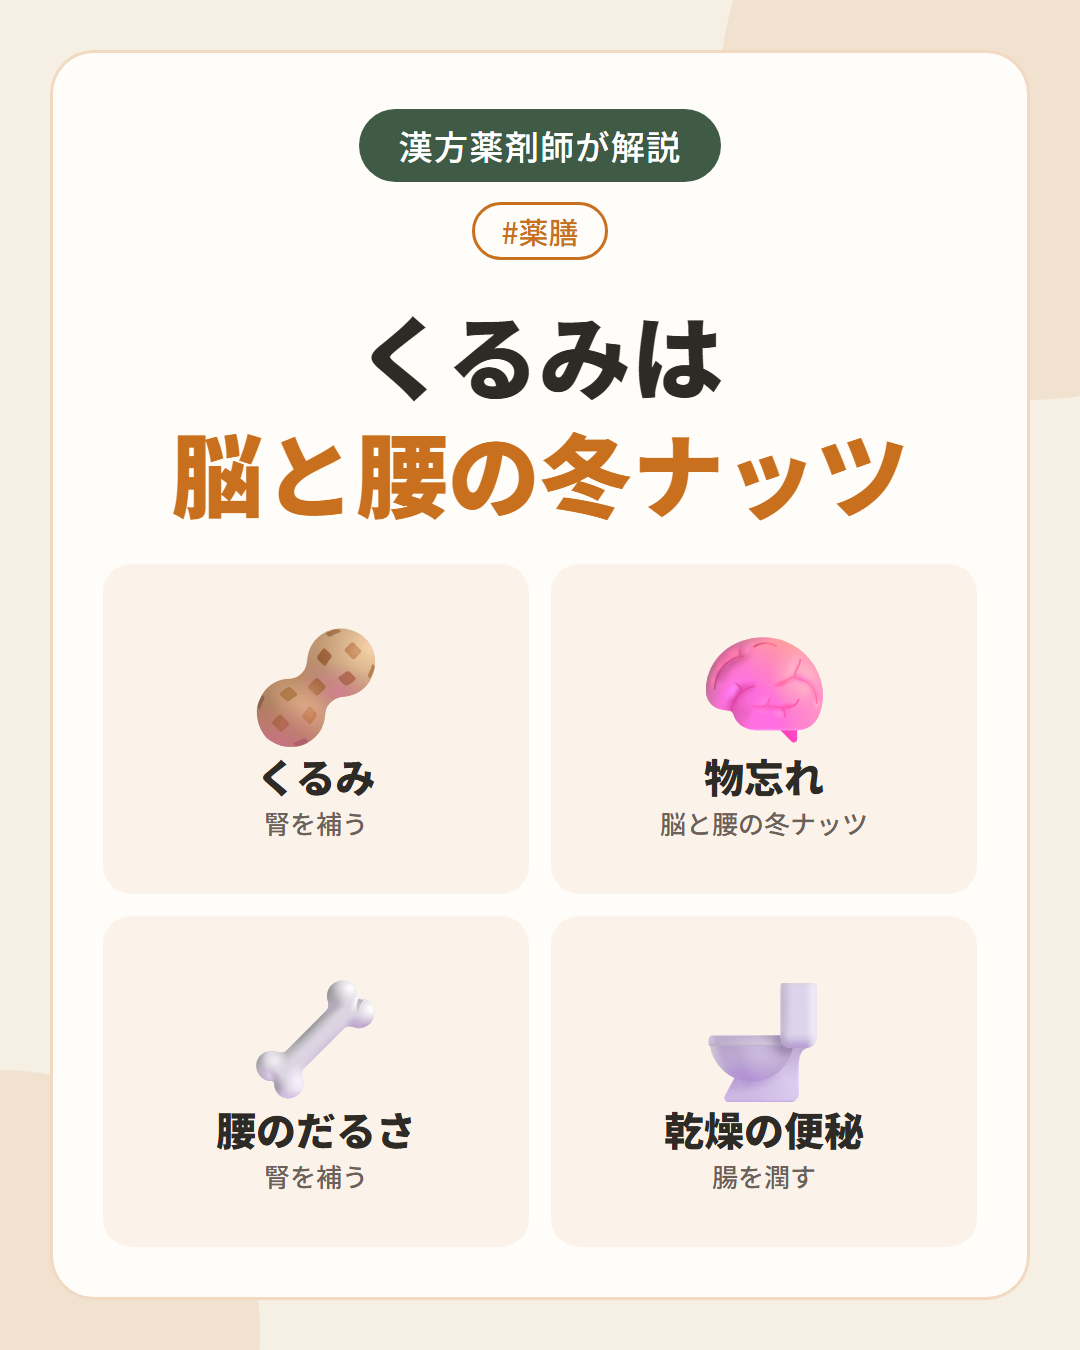 漢方薬剤師が解説
#薬膳
くるみは
脳と腰の冬ナッツ
くるみ
腎を補う
物忘れ
脳と腰の冬ナッツ
腰のだるさ
腎を補う
乾燥の便秘
腸を潤す